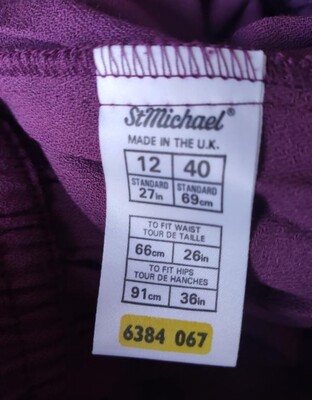 StMichael®
MADE IN THE U.K.
12 40
STANDARD STANDARD
27in 69cm
TO FIT WAIST
TOUR DE TAILLE
66cm 26in
TO FIT HIPS
TOUR DE HANCHES
91cm 36in
6384 067